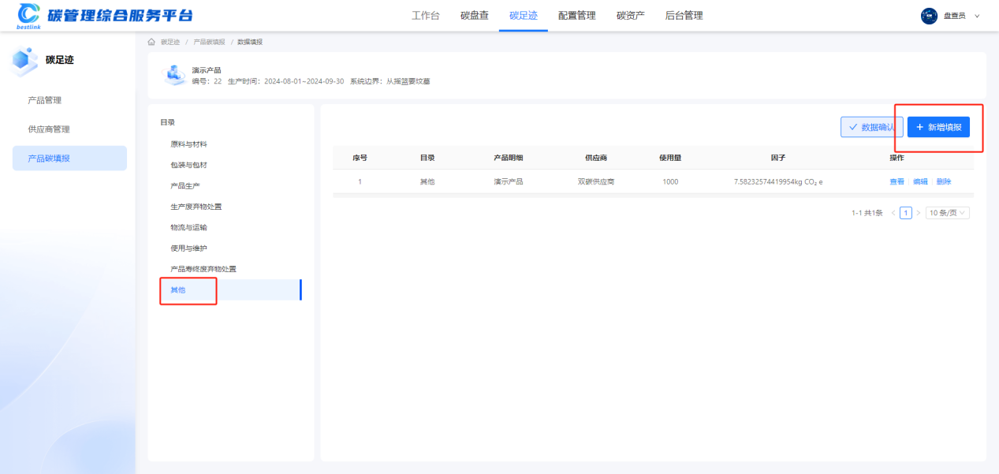 碳管理综合服务平台
bestlink
工作台 碳盘查 碳足迹 配置管理 碳资产 后台管理
盘查员
碳足迹
产品管理
供应商管理
产品碳填报
碳足迹 / 产品碳填报 / 数据填报
演示产品
编号：22 生产时间：2024-08-01~2024-09-30 系统边界：从摇篮要坟墓
目录
原料与材料
包装与包材
产品生产
生产废弃物处置
物流与运输
使用与维护
产品寿终废弃物处置
其他
数据确认 + 新增填报
序号 目录 产品明细 供应商 使用量 因子 操作
1 其他 演示产品 双碳供应商 1000 7.58232574419954kg CO₂ e 查看 编辑 删除
1-1 共1条 < 1 > 10 条/页